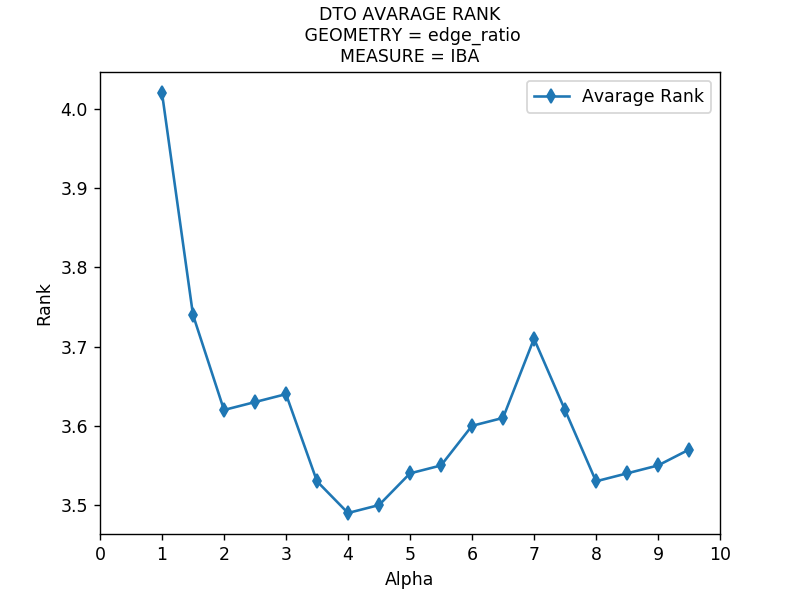 DTO AVARAGE RANK
GEOMETRY = edge_ratio
MEASURE = IBA
Avarage Rank
4.0
3.9
3.8
3.7
3.6
3.5
Rank
0 1 2 3 4 5 6 7 8 9 10
Alpha